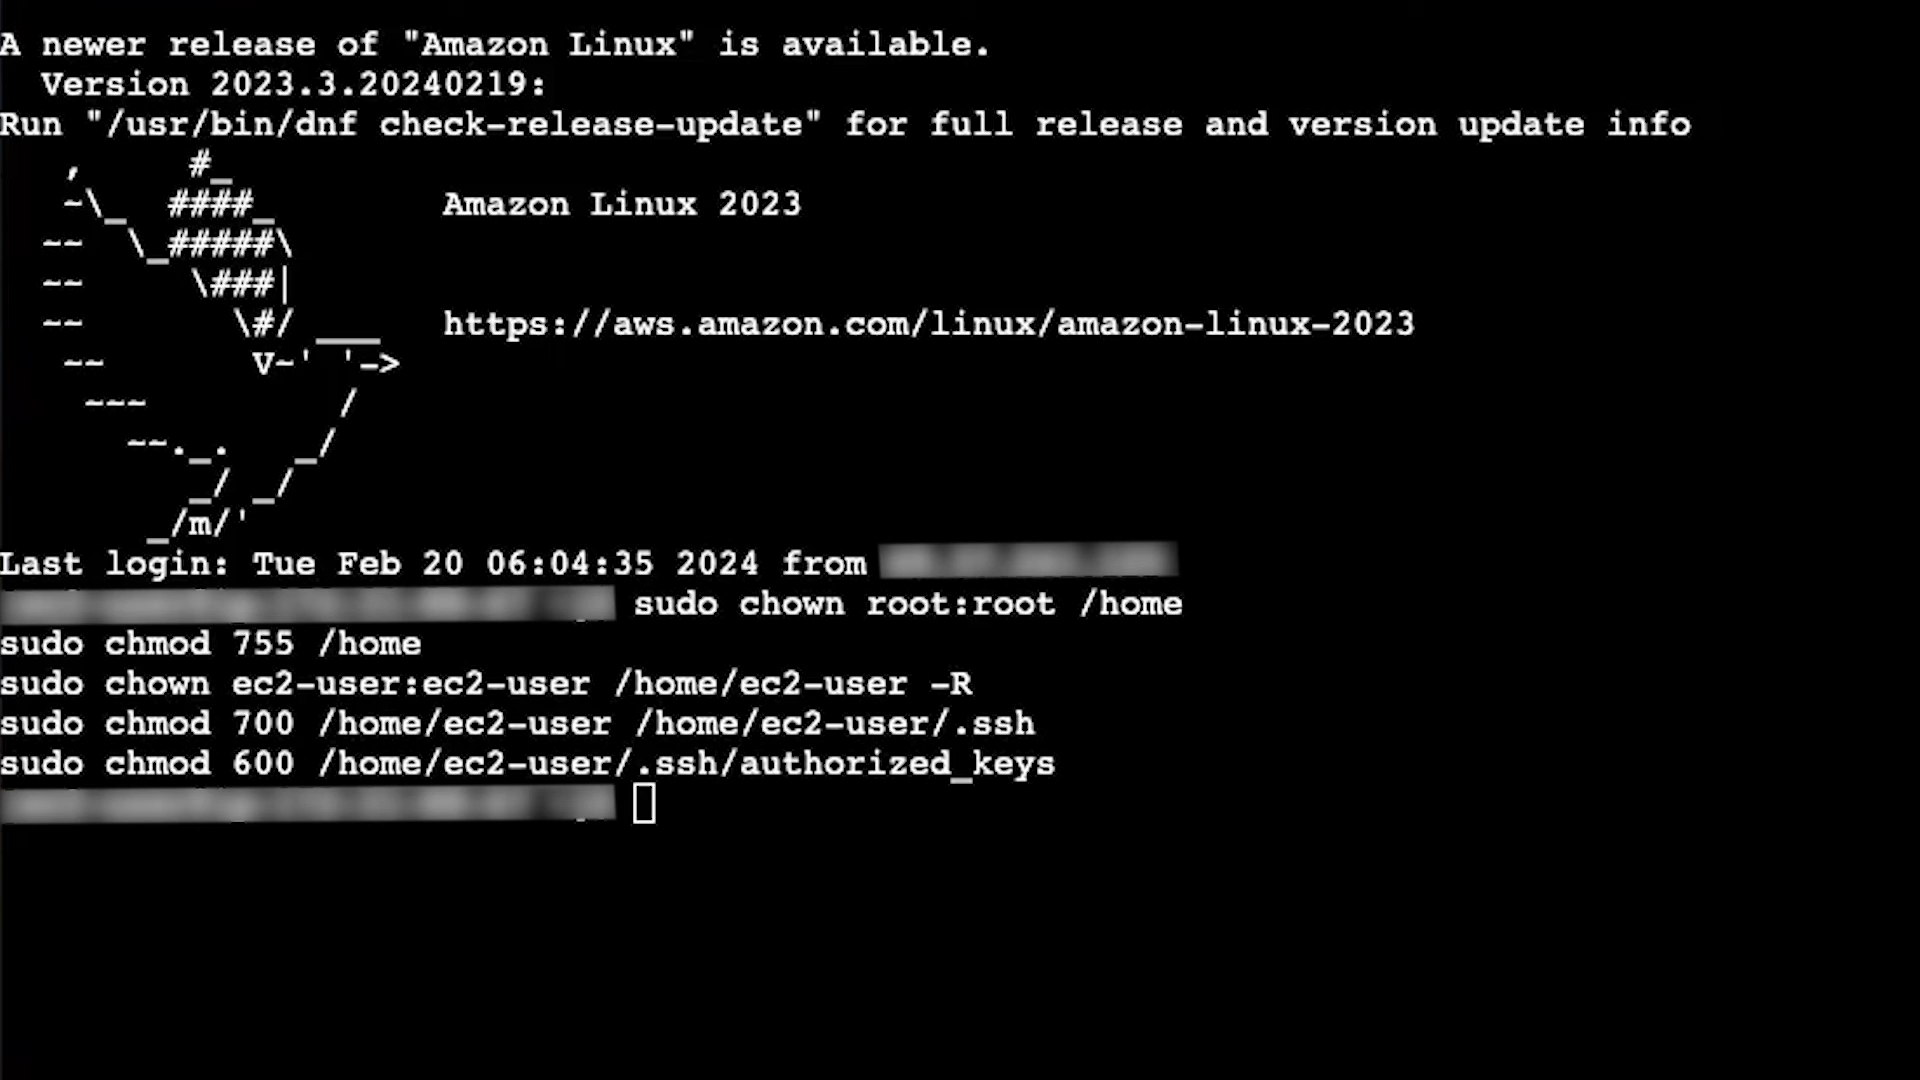 A newer release of "Amazon Linux" is available.
  Version 2023.3.20240219:
Run "/usr/bin/dnf check-release-update" for full release and version update info
   ,     #_
   ~\_  ####_        Amazon Linux 2023
  ~~  \_#####\
  ~~     \###|
  ~~       \#/ ___   https://aws.amazon.com/linux/amazon-linux-2023
   ~~       V~' '->
    ~~~         /
      ~~._.   _/
         _/ _/
       _/m/'
Last login: Tue Feb 20 06:04:35 2024 from
sudo chown root:root /home
sudo chmod 755 /home
sudo chown ec2-user:ec2-user /home/ec2-user -R
sudo chmod 700 /home/ec2-user /home/ec2-user/.ssh
sudo chmod 600 /home/ec2-user/.ssh/authorized_keys